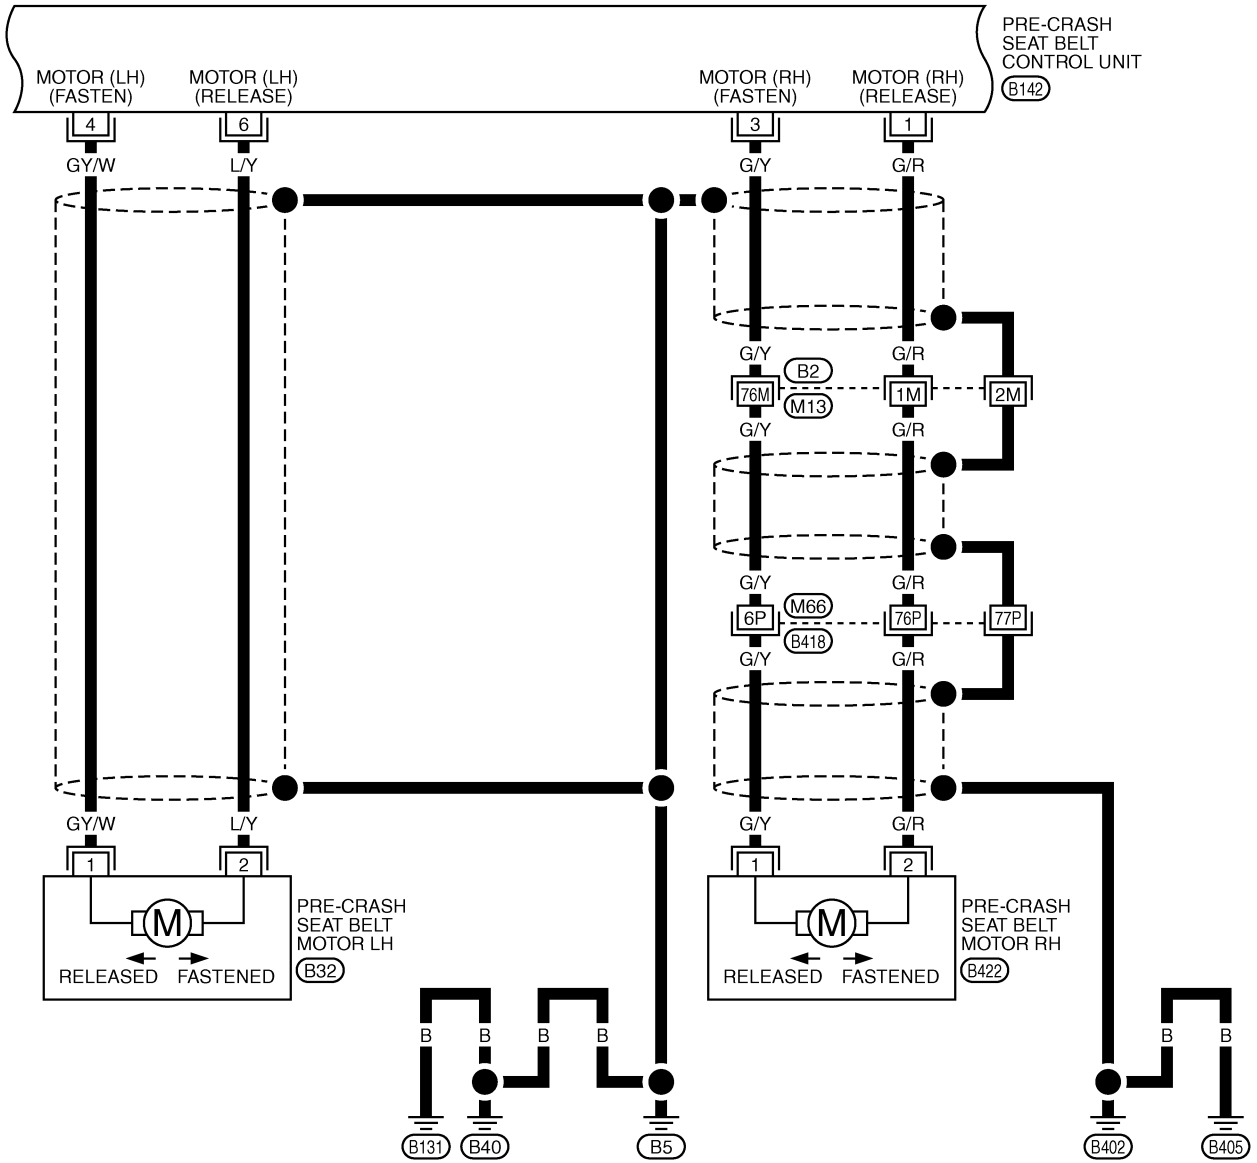 PRE-CRASH
SEAT BELT
CONTROL UNIT
B142
MOTOR (LH)
(FASTEN)
MOTOR (LH)
(RELEASE)
MOTOR (RH)
(FASTEN)
MOTOR (RH)
(RELEASE)
4
6
3
1
GY/W
L/Y
G/Y
G/R
G/Y
G/R
B2
76M
1M
2M
M13
G/Y
G/R
G/Y
G/R
M66
6P
76P
77P
B418
G/Y
G/R
GY/W
L/Y
G/Y
G/R
1
2
1
2
M
PRE-CRASH
SEAT BELT
MOTOR LH
B32
RELEASED
FASTENED
M
PRE-CRASH
SEAT BELT
MOTOR RH
B422
RELEASED
FASTENED
B
B
B
B
B
B
B131
B40
B5
B402
B405